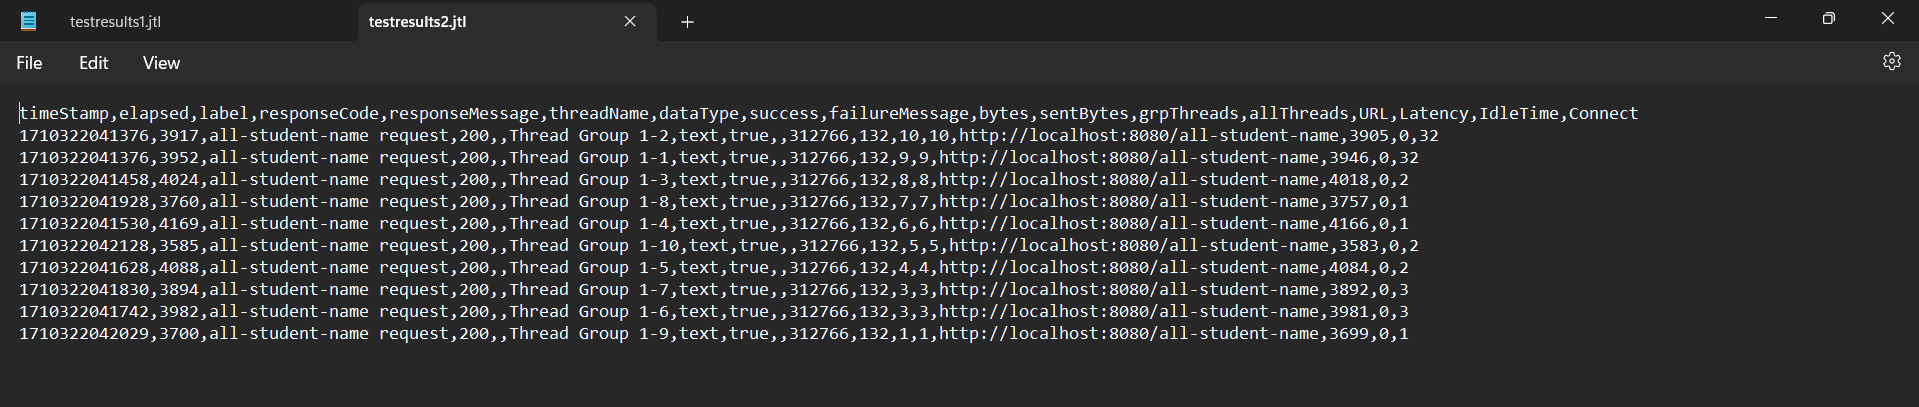 testresults1.jtl
testresults2.jtl
File Edit View
timeStamp,elapsed,label,responseCode,responseMessage,threadName,dataType,success,failureMessage,bytes,sentBytes,grpThreads,allThreads,URL,Latency,IdleTime,Connect
1710322041376,3917,all-student-name request,200,,Thread Group 1-2,text,true,,312766,132,10,10,http://localhost:8080/all-student-name,3905,0,32
1710322041376,3952,all-student-name request,200,,Thread Group 1-1,text,true,,312766,132,9,9,http://localhost:8080/all-student-name,3946,0,32
1710322041458,4024,all-student-name request,200,,Thread Group 1-3,text,true,,312766,132,8,8,http://localhost:8080/all-student-name,4018,0,2
1710322041928,3760,all-student-name request,200,,Thread Group 1-8,text,true,,312766,132,7,7,http://localhost:8080/all-student-name,3757,0,1
1710322041530,4169,all-student-name request,200,,Thread Group 1-4,text,true,,312766,132,6,6,http://localhost:8080/all-student-name,4166,0,1
1710322042128,3585,all-student-name request,200,,Thread Group 1-10,text,true,,312766,132,5,5,http://localhost:8080/all-student-name,3583,0,2
1710322041628,4088,all-student-name request,200,,Thread Group 1-5,text,true,,312766,132,4,4,http://localhost:8080/all-student-name,4084,0,2
1710322041830,3894,all-student-name request,200,,Thread Group 1-7,text,true,,312766,132,3,3,http://localhost:8080/all-student-name,3892,0,3
1710322041742,3982,all-student-name request,200,,Thread Group 1-6,text,true,,312766,132,3,3,http://localhost:8080/all-student-name,3981,0,3
1710322042029,3700,all-student-name request,200,,Thread Group 1-9,text,true,,312766,132,1,1,http://localhost:8080/all-student-name,3699,0,1